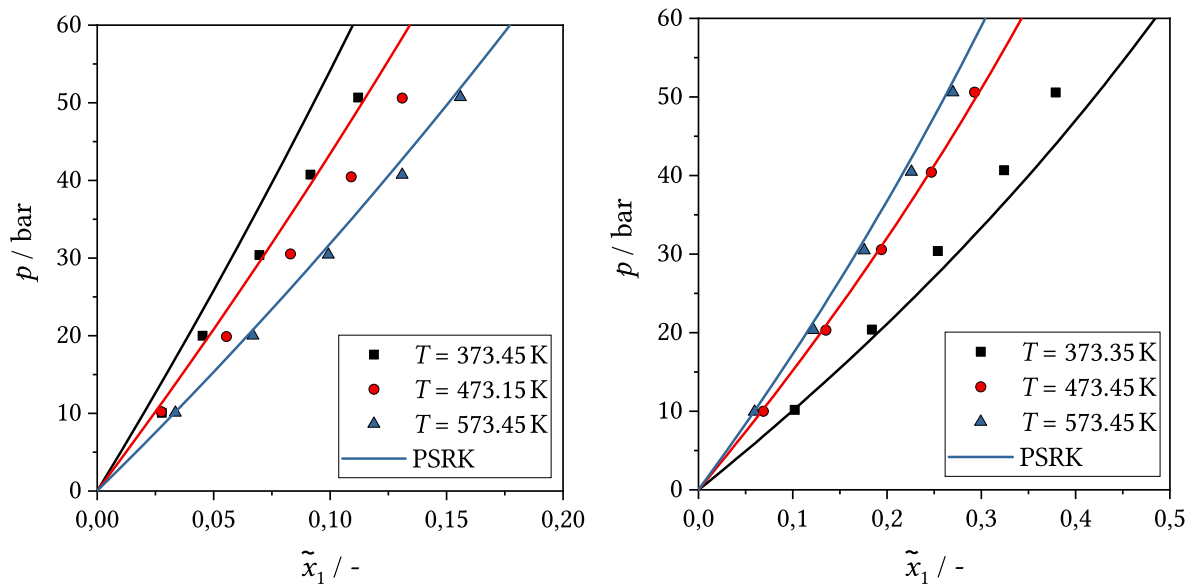 60
50
40
30
20
10
0
p / bar
T = 373.45 K
T = 473.15 K
T = 573.45 K
PSRK
0,00
0,05
0,10
0,15
0,20
x̃₁ / -
60
50
40
30
20
10
0
p / bar
T = 373.35 K
T = 473.45 K
T = 573.45 K
PSRK
0,0
0,1
0,2
0,3
0,4
0,5
x̃₁ / -